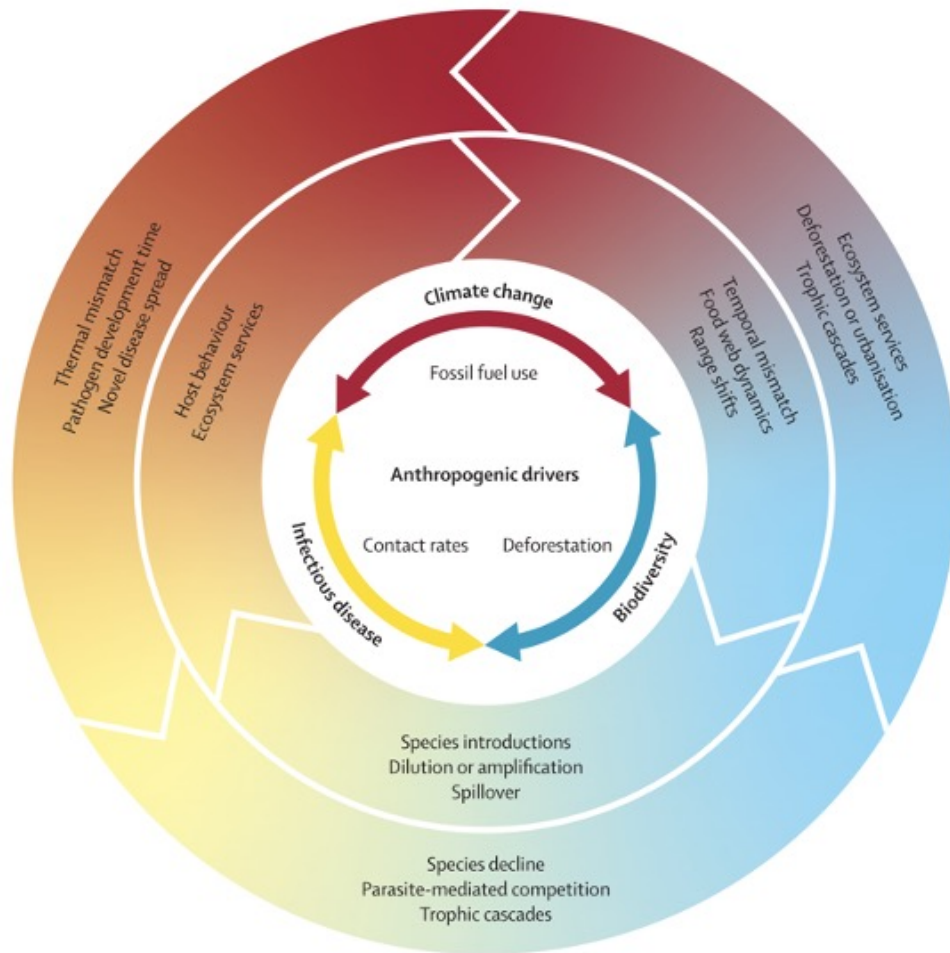 Thermal mismatch
Pathogen development time
Novel disease spread
Host behaviour
Ecosystem services
Climate change
Fossil fuel use
Anthropogenic drivers
Contact rates
Deforestation
Infectious disease
Biodiversity
Temporal mismatch
Food web dynamics
Range shifts
Ecosystem services
Deforestation or urbanisation
Trophic cascades
Species introductions
Dilution or amplification
Spillover
Species decline
Parasite-mediated competition
Trophic cascades